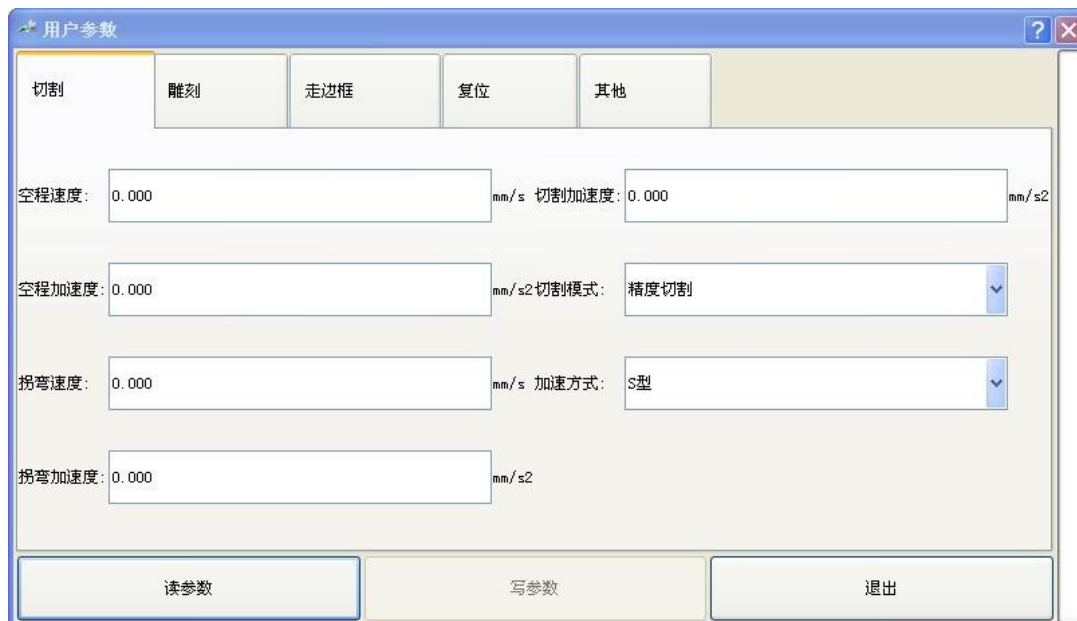 用户参数
切割 雕刻 走边框 复位 其他
空程速度: 0.000 mm/s 切割加速度: 0.000 mm/s2
空程加速度: 0.000 mm/s2 切割模式: 精度切割
拐弯速度: 0.000 mm/s 加速方式: S型
拐弯加速度: 0.000 mm/s2
读参数 写参数 退出